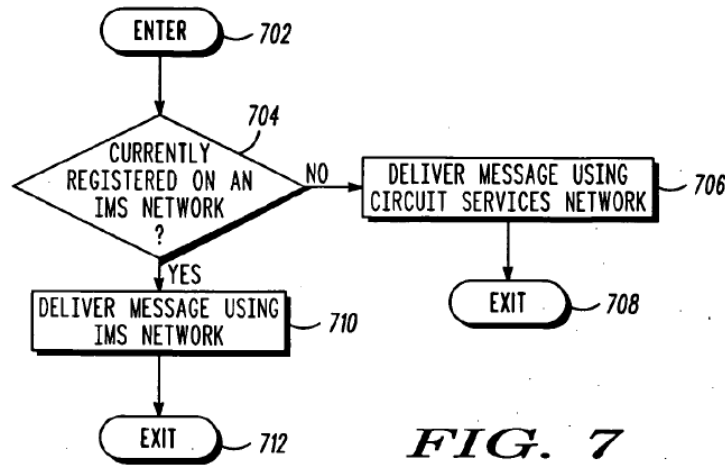 ENTER
702
704
CURRENTLY
REGISTERED ON AN
IMS NETWORK
?
NO
DELIVER MESSAGE USING
CIRCUIT SERVICES NETWORK
706
YES
DELIVER MESSAGE USING
IMS NETWORK
710
EXIT
708
EXIT
712
FIG. 7